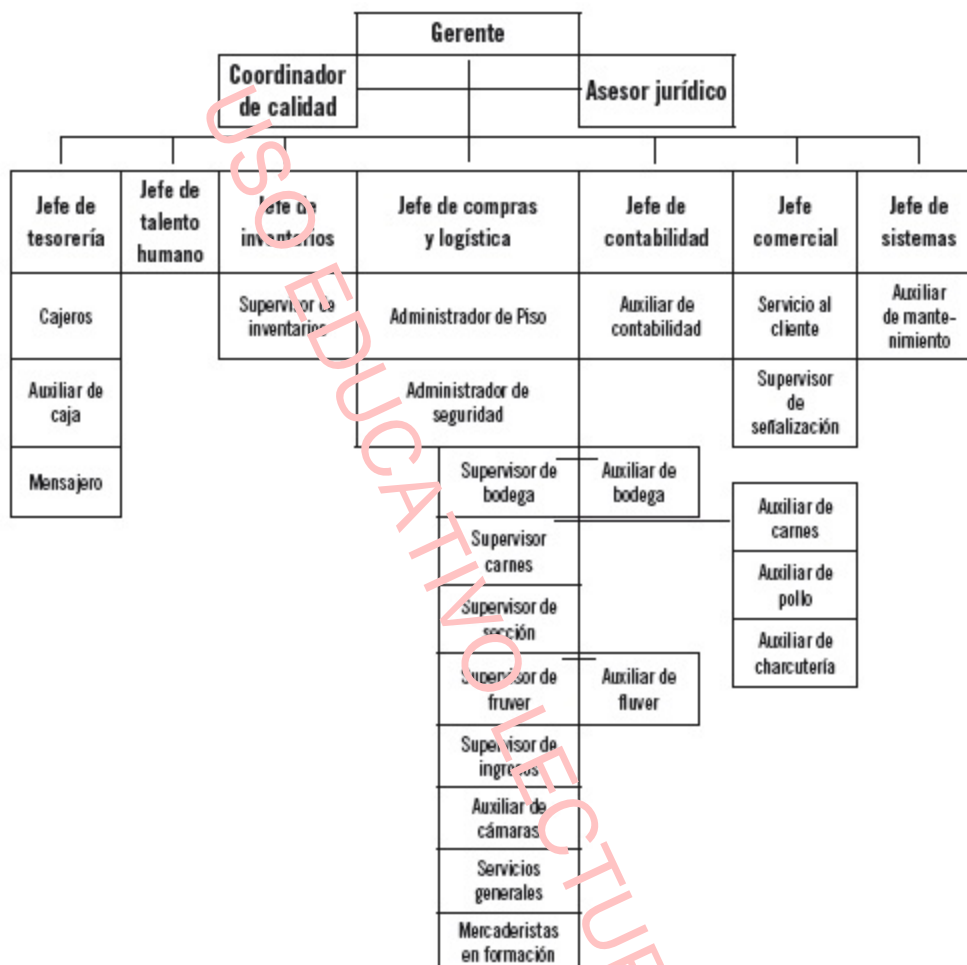 Gerente
Coordinador
de calidad
Asesor jurídico
Jefe de
tesorería
Jefe de
talento
humano
Jefe de
inventarios
Jefe de compras
y logística
Jefe de
contabilidad
Jefe
comercial
Jefe de
sistemas
Cajeros
Supervisor de
inventarios
Administrador de Piso
Auxiliar de
contabilidad
Servicio al
cliente
Auxiliar
de mante-
nimiento
Auxiliar de
caja
Administrador de
seguridad
Supervisor
de
señalización
Mensajero
Supervisor de
bodega
Auxiliar de
bodega
Supervisor
carnes
Auxiliar de
carnes
Auxiliar de
pollo
Auxiliar de
charcutería
Supervisor de
sección
Supervisor de
fruver
Auxiliar de
fluver
Supervisor de
ingresos
Auxiliar de
cámaras
Servicios
generales
Mercaderistas
en formación
USO EDUCATIVO LECTUR